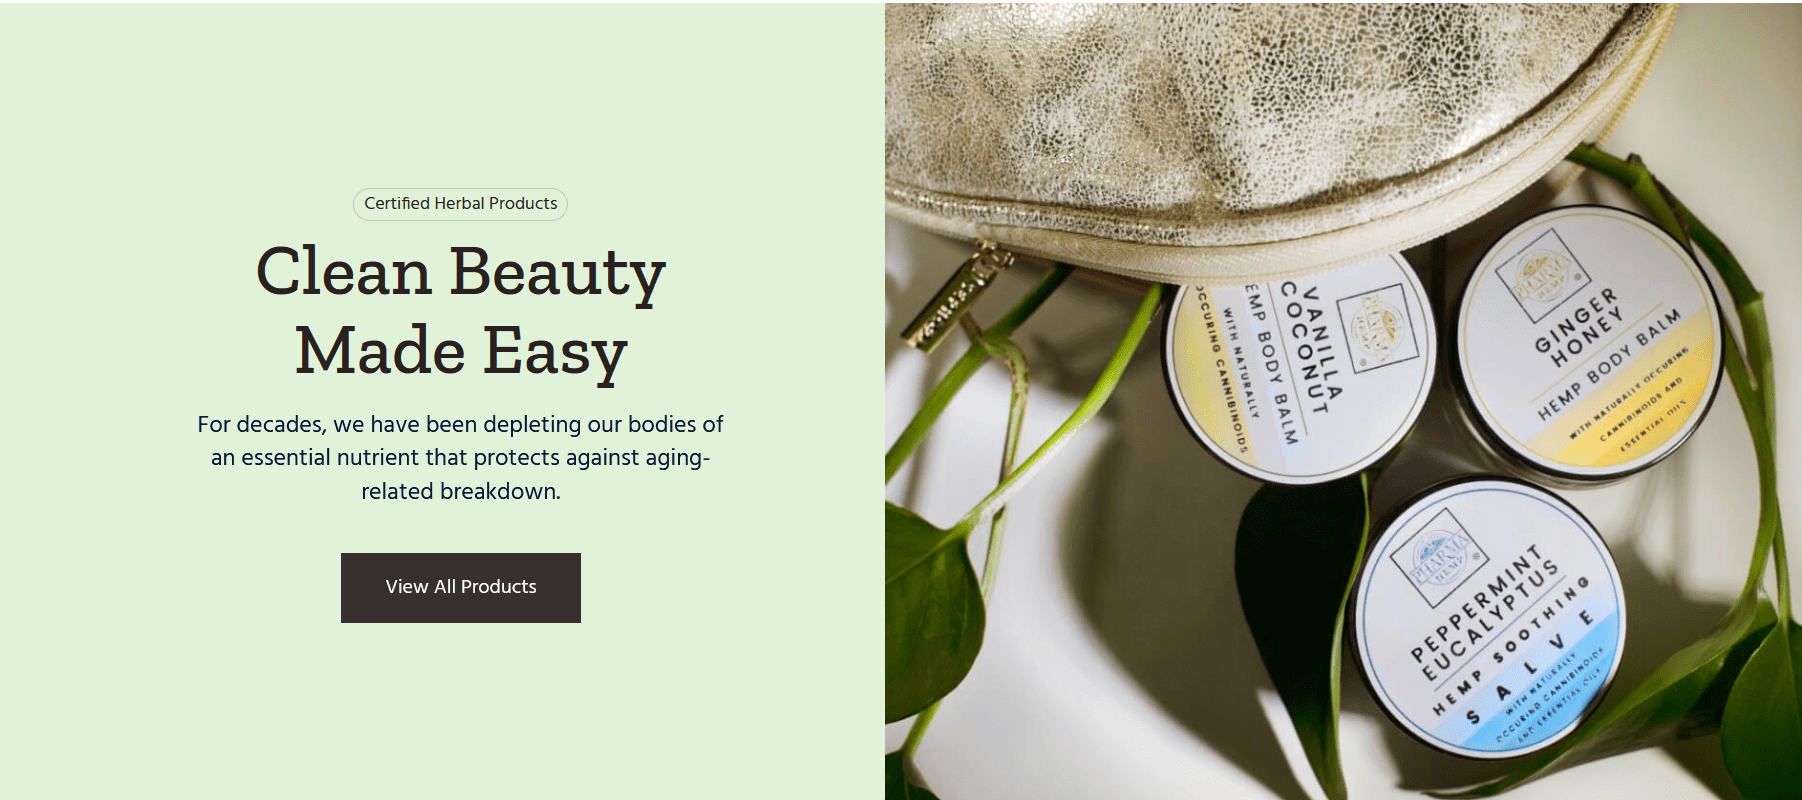 Certified Herbal Products
Clean Beauty
Made Easy
For decades, we have been depleting our bodies of
an essential nutrient that protects against aging-
related breakdown.
View All Products
PHARMA
HEMP
®
VANILLA
COCONUT
EMP BODY BALM
WITH NATURALLY
OCCURING CANNIBINOIDS
PHARMA
HEMP
®
GINGER
HONEY
HEMP BODY BALM
WITH NATURALLY OCCURING
CANNIBINOIDS AND
ESSENTIAL OILS
PHARMA
HEMP
®
PEPPERMINT
EUCALYPTUS
HEMP SOOTHING
SALVE
WITH NATURALLY
OCCURING CANNIBINOIDS
AND ESSENTIAL OILS